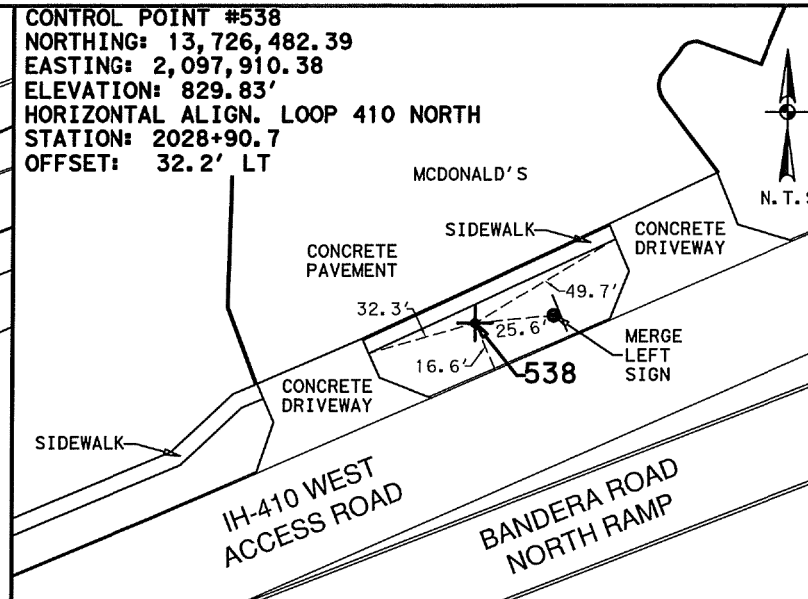 CONTROL POINT #538
NORTHING: 13,726,482.39
EASTING: 2,097,910.38
ELEVATION: 829.83'
HORIZONTAL ALIGN. LOOP 410 NORTH
STATION: 2028+90.7
OFFSET: 32.2' LT
MCDONALD'S
N.T.S
SIDEWALK
CONCRETE
DRIVEWAY
CONCRETE
PAVEMENT
32.3'
49.7'
25.6'
16.6'
538
MERGE
LEFT
SIGN
CONCRETE
DRIVEWAY
SIDEWALK
IH-410 WEST
ACCESS ROAD
BANDERA ROAD
NORTH RAMP